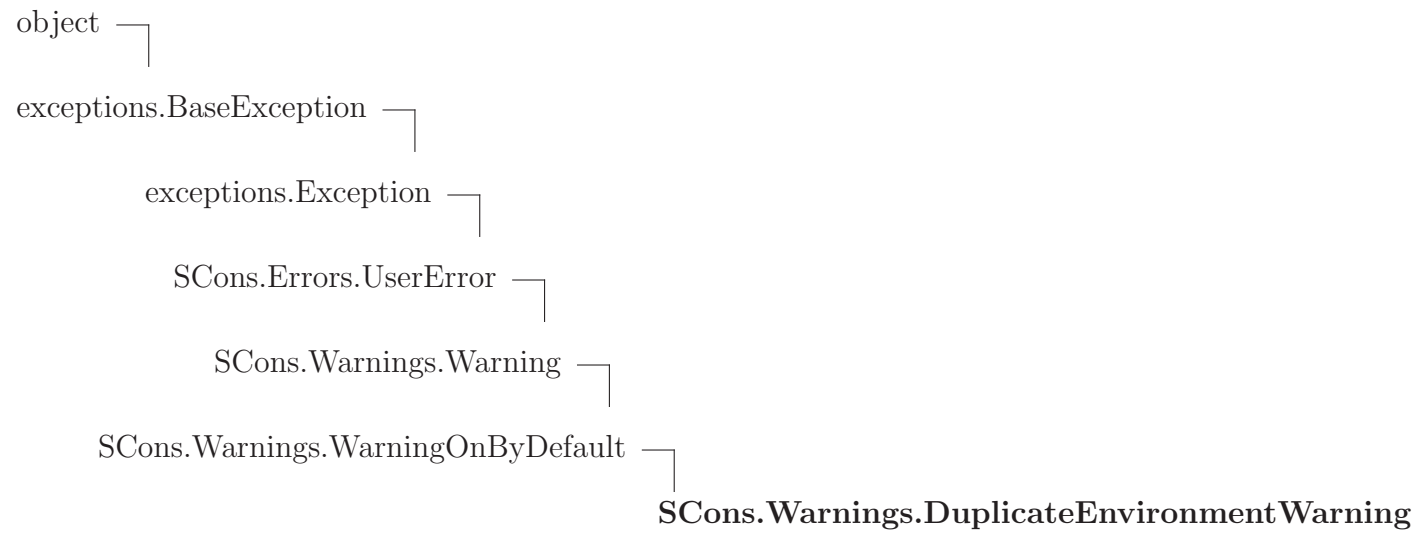 object
exceptions.BaseException
exceptions.Exception
SCons.Errors.UserError
SCons.Warnings.Warning
SCons.Warnings.WarningOnByDefault
SCons.Warnings.DuplicateEnvironmentWarning